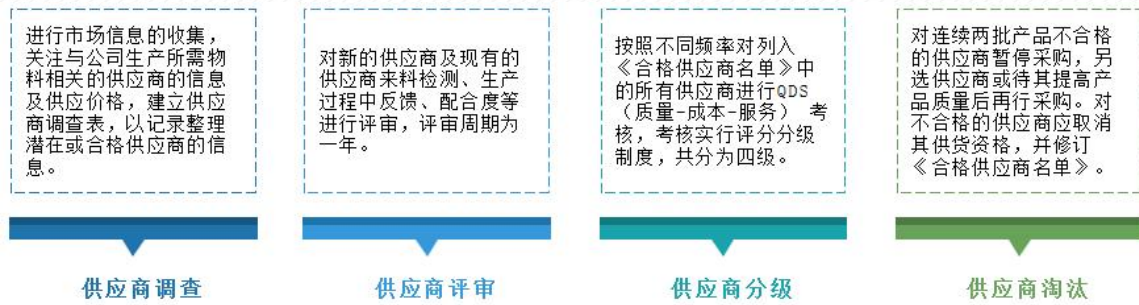 进行市场信息的收集，
关注与公司生产所需物
料相关的供应商的信息
及供应价格，建立供应
商调查表，以记录整理
潜在或合格供应商的信
息。
供应商调查
对新的供应商及现有的
供应商来料检测、生产
过程中反馈、配合度等
进行评审，评审周期为
一年。
供应商评审
按照不同频率对列入
《合格供应商名单》中
的所有供应商进行QDS
（质量-成本-服务） 考
核，考核实行评分分级
制度，共分为四级。
供应商分级
对连续两批产品不合格
的供应商暂停采购，另
选供应商或待其提高产
品质量后再行采购。对
不合格的供应商应取消
其供货资格，并修订
《合格供应商名单》。
供应商淘汰